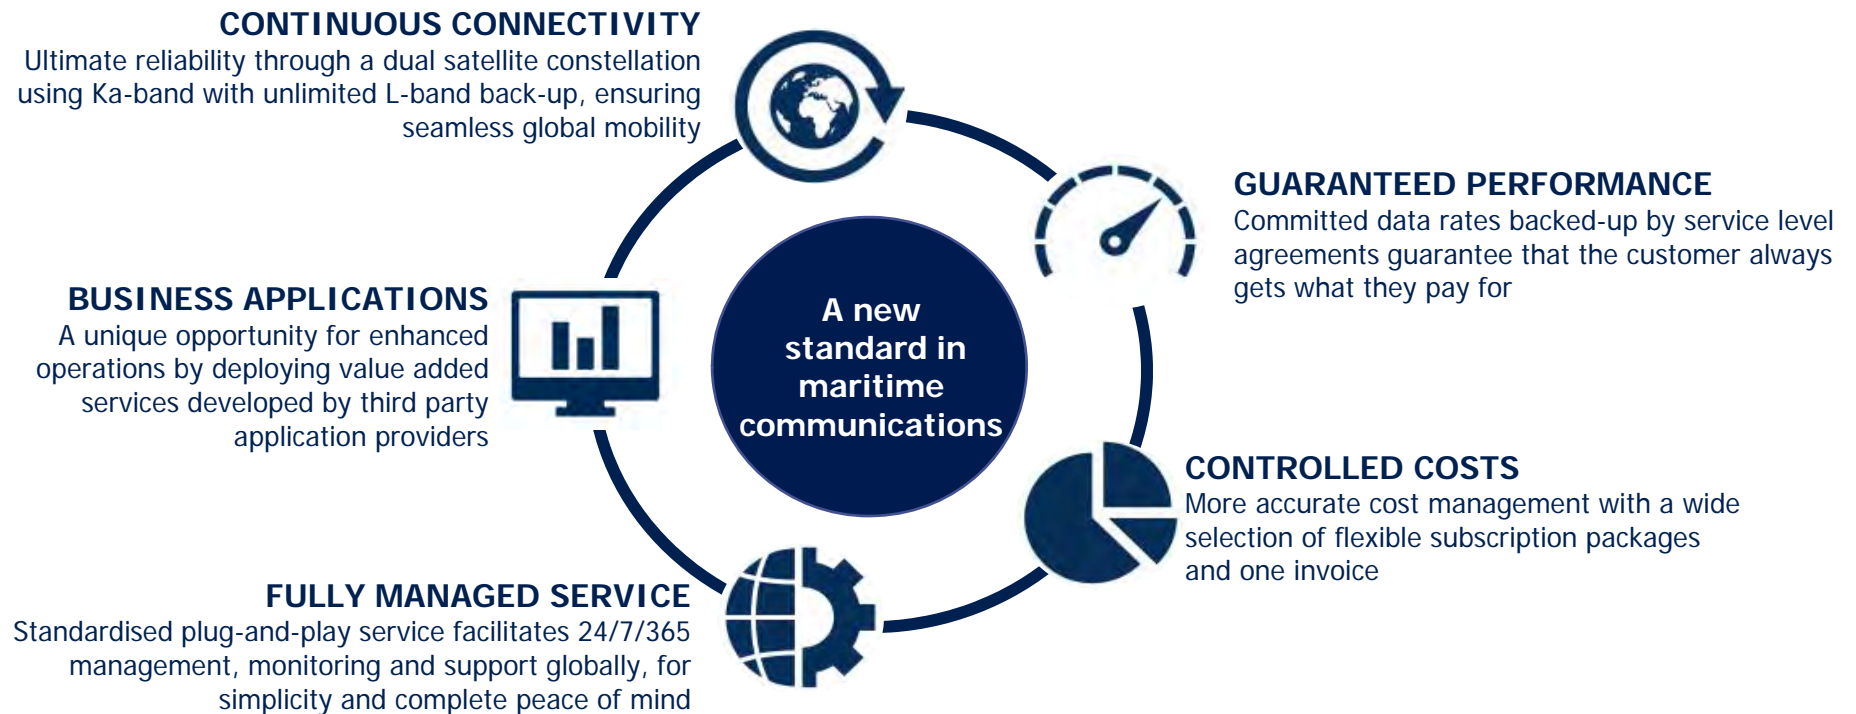 CONTINUOUS CONNECTIVITY
Ultimate reliability through a dual satellite constellation
using Ka-band with unlimited L-band back-up, ensuring
seamless global mobility
GUARANTEED PERFORMANCE
Committed data rates backed-up by service level
agreements guarantee that the customer always
gets what they pay for
BUSINESS APPLICATIONS
A unique opportunity for enhanced
operations by deploying value added
services developed by third party
application providers
A new
standard in
maritime
communications
CONTROLLED COSTS
More accurate cost management with a wide
selection of flexible subscription packages
and one invoice
FULLY MANAGED SERVICE
Standardised plug-and-play service facilitates 24/7/365
management, monitoring and support globally, for
simplicity and complete peace of mind